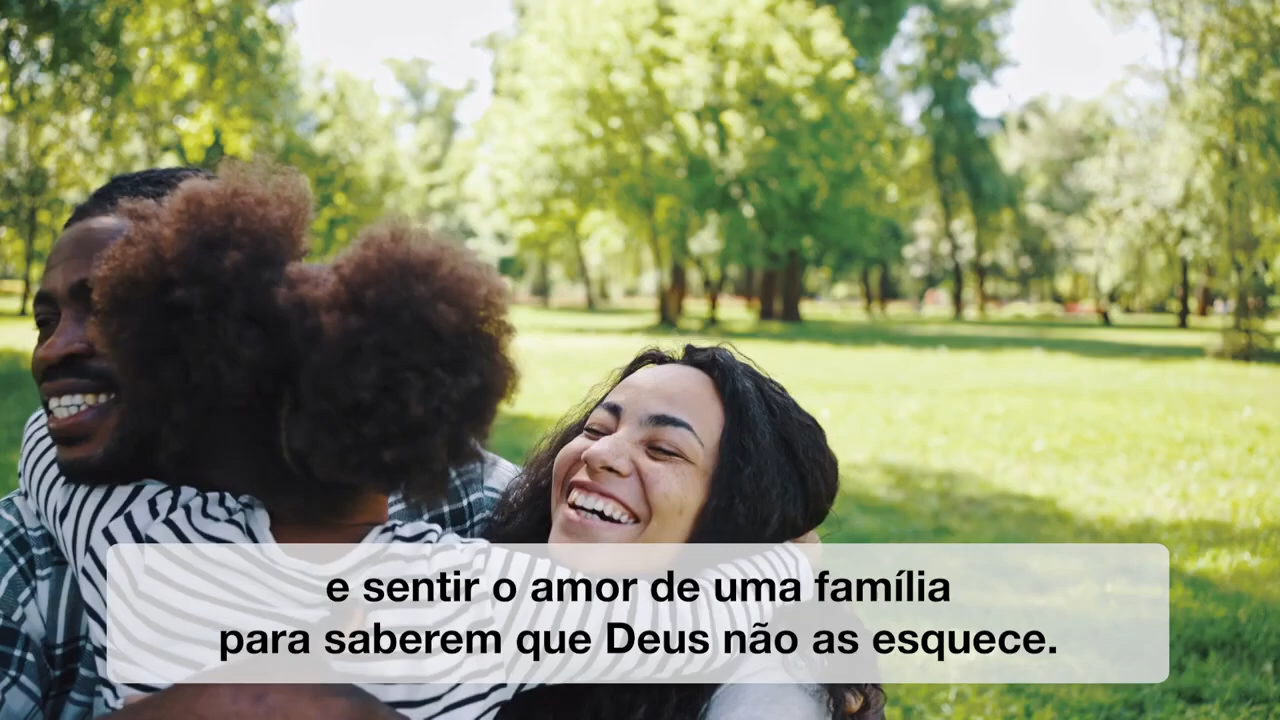 e sentir o amor de uma família
para saberem que Deus não as esquece.